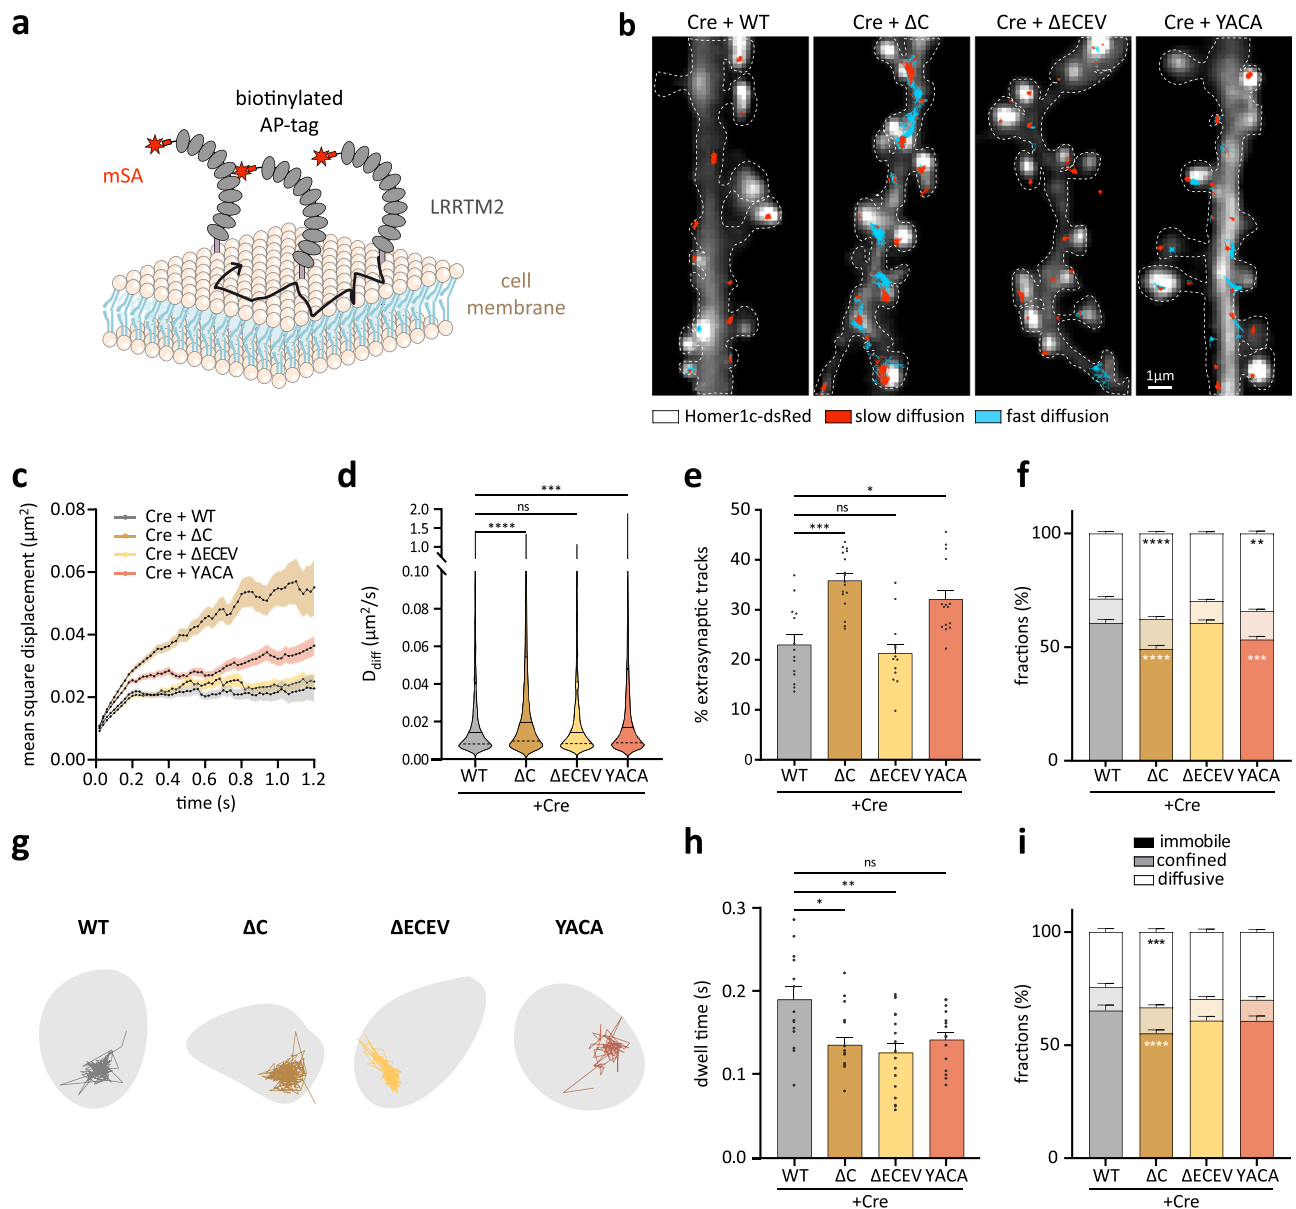 a
biotinylated
AP-tag
mSA
LRRTM2
cell
membrane
b
Cre + WT
Cre + ΔC
Cre + ΔECEV
Cre + YACA
1µm
Homer1c-dsRed
slow diffusion
fast diffusion
c
mean square displacement (µm²)
0.08
0.06
0.04
0.02
0.00
Cre + WT
Cre + ΔC
Cre + ΔECEV
Cre + YACA
0.0 0.2 0.4 0.6 0.8 1.0 1.2
time (s)
d
D_diff (µm²/s)
2.0
1.5
1.0
0.10
0.08
0.06
0.04
0.02
0.00
***
ns
****
WT ΔC ΔECEV YACA
+Cre
e
% extrasynaptic tracks
50
40
30
20
10
0
*
ns
***
WT ΔC ΔECEV YACA
+Cre
f
fractions (%)
100
50
0
**** **
**** ***
WT ΔC ΔECEV YACA
+Cre
g
WT ΔC ΔECEV YACA
h
dwell time (s)
0.3
0.2
0.1
0.0
ns
**
*
WT ΔC ΔECEV YACA
+Cre
i
immobile
confined
diffusive
fractions (%)
100
50
0
***
****
WT ΔC ΔECEV YACA
+Cre